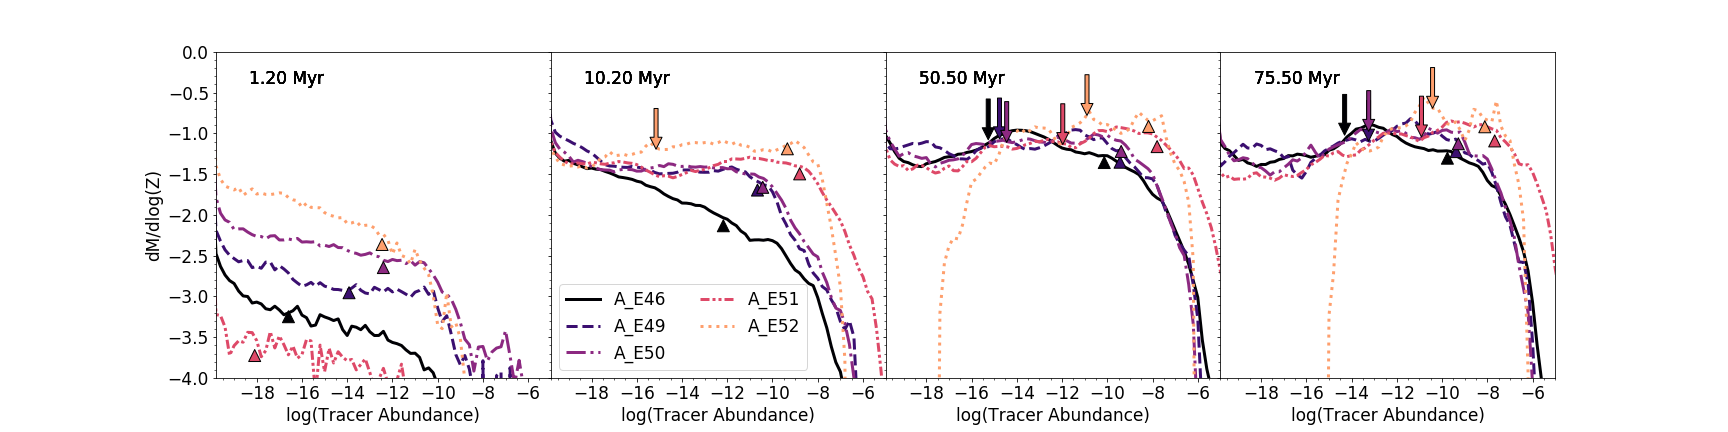 1.20 Myr
10.20 Myr
50.50 Myr
75.50 Myr
0.0
−0.5
−1.0
−1.5
−2.0
−2.5
−3.0
−3.5
−4.0
dM/dlog(Z)
A_E46
A_E49
A_E50
A_E51
A_E52
−18 −16 −14 −12 −10 −8 −6
−18 −16 −14 −12 −10 −8 −6
−18 −16 −14 −12 −10 −8 −6
−18 −16 −14 −12 −10 −8 −6
log(Tracer Abundance)
log(Tracer Abundance)
log(Tracer Abundance)
log(Tracer Abundance)